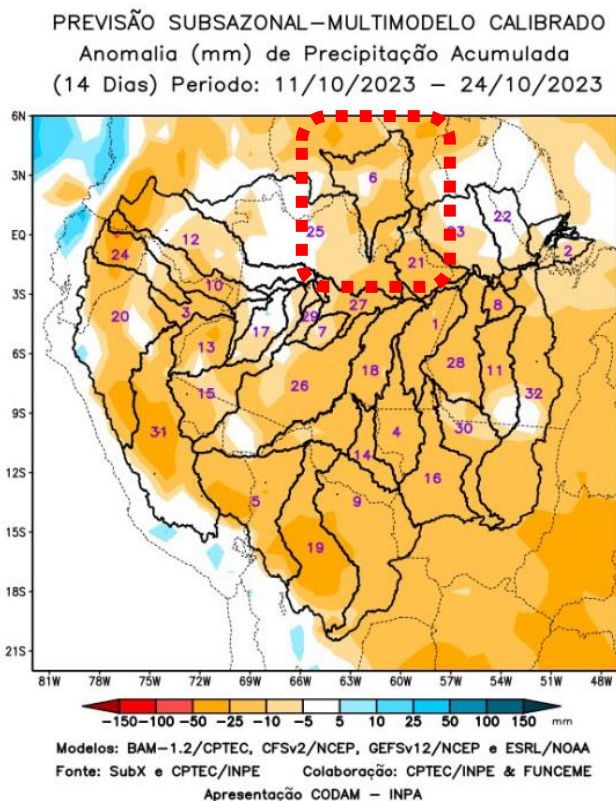 PREVISÃO SUBSAZONAL-MULTIMODELO CALIBRADO
Anomalia (mm) de Precipitação Acumulada
(14 Dias) Periodo: 11/10/2023 - 24/10/2023
6N
3N
EQ
3S
6S
9S
12S
15S
18S
21S
6
22
25
23
12
2
24
21
10
27
8
20
3
29
17
7
1
13
18
28
11
15
26
32
31
4
30
14
16
5
9
19
81W 78W 75W 72W 69W 66W 63W 60W 57W 54W 51W 48W
-150 -100 -50 -25 -10 -5 5 10 25 50 100 150 mm
Modelos: BAM-1.2/CPTEC, CFSv2/NCEP, GEFSv12/NCEP e ESRL/NOAA
Fonte: SubX e CPTEC/INPE Colaboração: CPTEC/INPE & FUNCEME
Apresentação CODAM - INPA